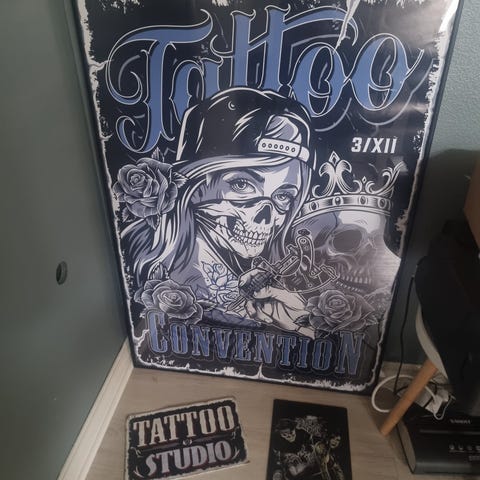 Tattoo
3/XII
CONVENTION
TATTOO
STUDIO